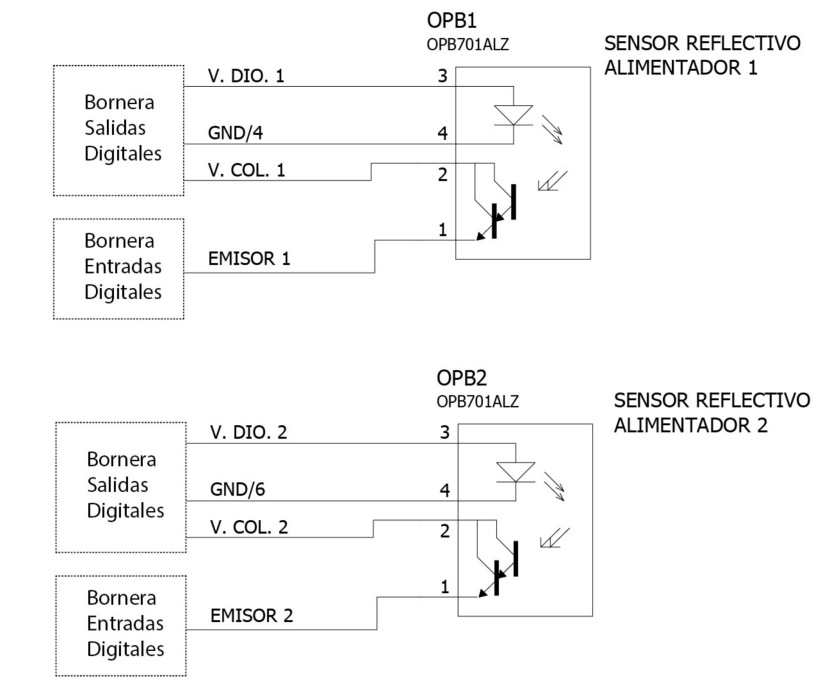 OPB1
OPB701ALZ
SENSOR REFLECTIVO
ALIMENTADOR 1
Bornera
Salidas
Digitales
V. DIO. 1
3
GND/4
4
V. COL. 1
2
Bornera
Entradas
Digitales
EMISOR 1
1
OPB2
OPB701ALZ
SENSOR REFLECTIVO
ALIMENTADOR 2
Bornera
Salidas
Digitales
V. DIO. 2
3
GND/6
4
V. COL. 2
2
Bornera
Entradas
Digitales
EMISOR 2
1